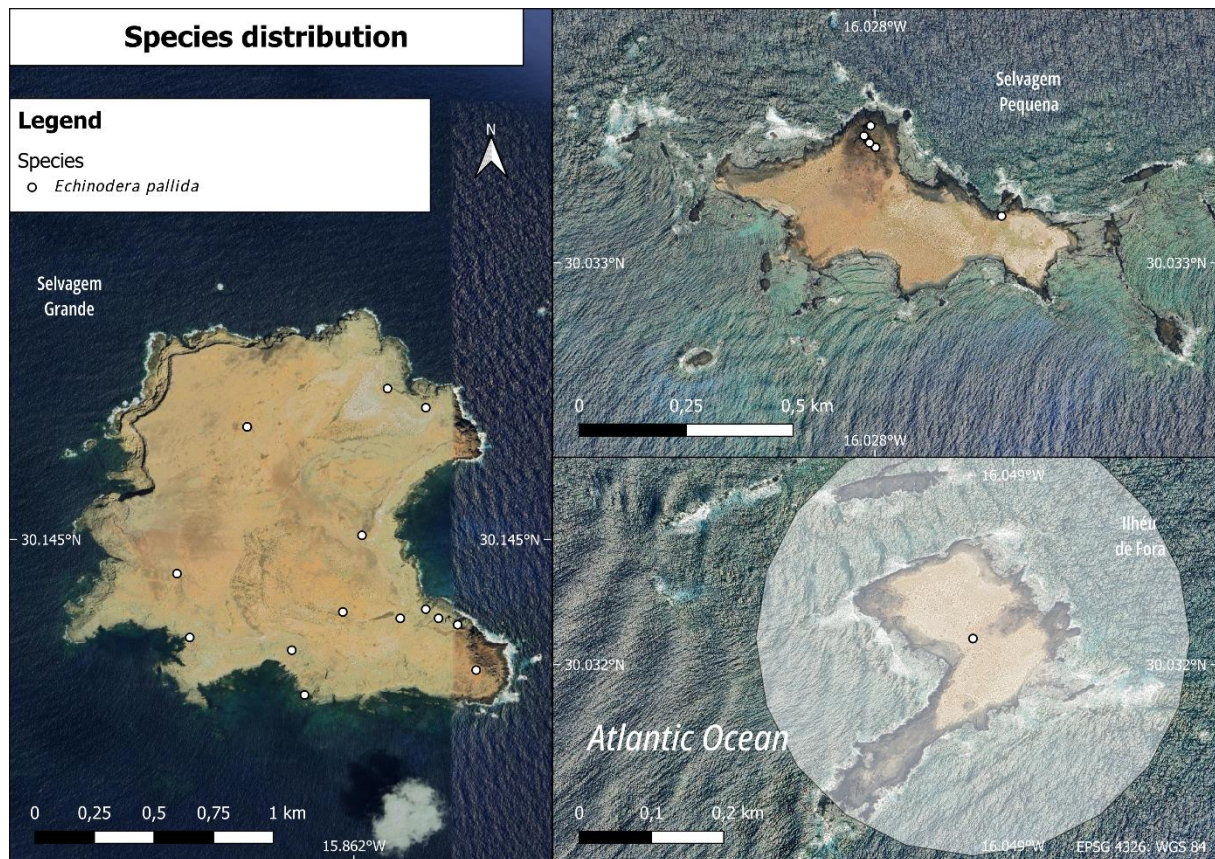 Species distribution
Legend
Species
Echinodera pallida
N
Selvagem
Grande
30.145°N
30.145°N
0 0,25 0,5 0,75 1 km
15.862°W
16.028°W
Selvagem
Pequena
30.033°N
30.033°N
0 0,25 0,5 km
16.028°W
16.049°W
Ilhéu
de Fora
30.032°N
30.032°N
Atlantic Ocean
0 0,1 0,2 km
16.049°W
EPSG 4326: WGS 84